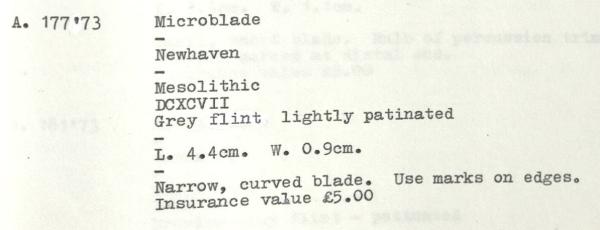 A. 177'73 Microblade
–
Newhaven
–
Mesolithic
DCXCVII
Grey flint lightly patinated
–
L. 4.4cm. W. 0.9cm.
–
Narrow, curved blade. Use marks on edges.
Insurance value £5.00